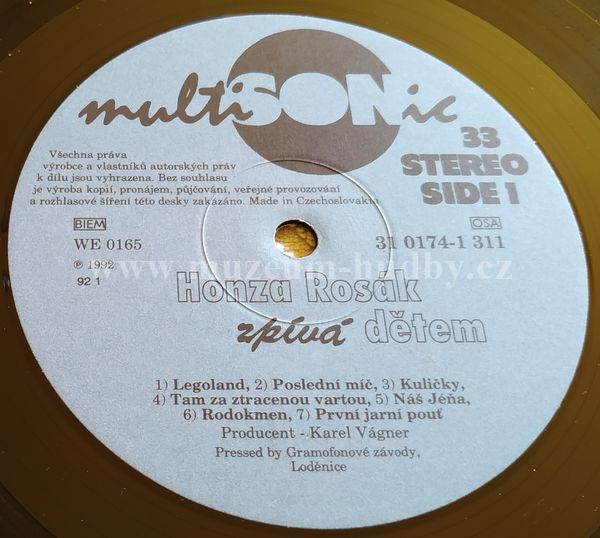 multiSONic
33
STEREO
SIDE 1
Všechna práva
výrobce a vlastníků autorských práv
k dílu jsou vyhrazena. Bez souhlasu
je výroba kopií, pronájem, půjčování, veřejné provozování
a rozhlasové šíření této desky zakázáno. Made in Czechoslovakia
BIEM
OSA
WE 0165
31 0174-1 311
℗ 1992
92 1
www.muzeum-hudby.cz
Honza Rosák
zpívá dětem
1) Legoland, 2) Poslední míč, 3) Kuličky,
4) Tam za ztracenou vartou, 5) Náš Jéňa,
6) Rodokmen, 7) První jarní pouť
Producent - Karel Vágner
Pressed by Gramofonové závody,
Loděnice